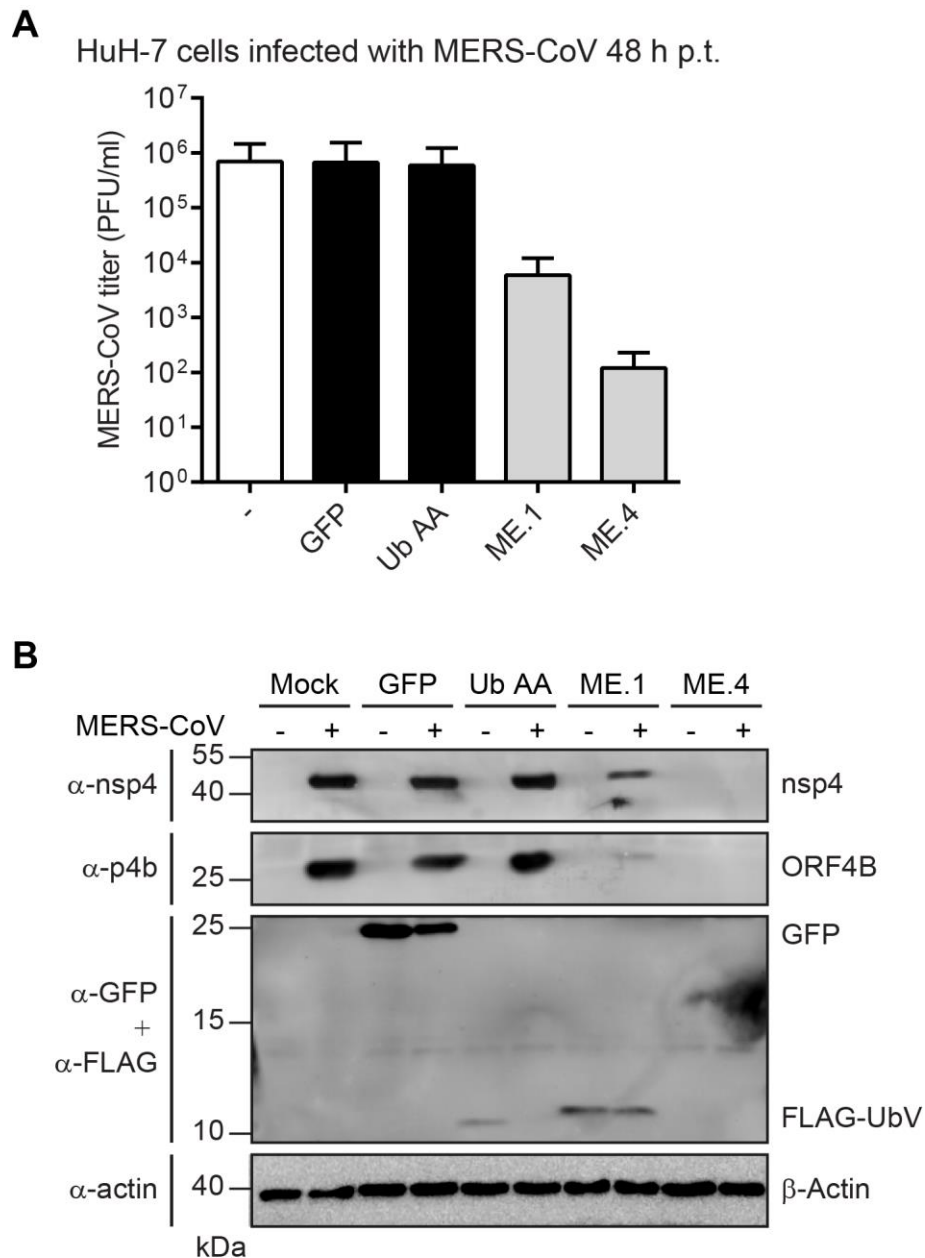 A
HuH-7 cells infected with MERS-CoV 48 h p.t.
MERS-CoV titer (PFU/ml)
10⁷
10⁶
10⁵
10⁴
10³
10²
10¹
10⁰
-
GFP
Ub AA
ME.1
ME.4
B
Mock GFP Ub AA ME.1 ME.4
MERS-CoV - + - + - + - + - +
α-nsp4 55 nsp4
40
α-p4b 25 ORF4B
25 GFP
α-GFP
+
α-FLAG
15
10 FLAG-UbV
α-actin 40 β-Actin
kDa